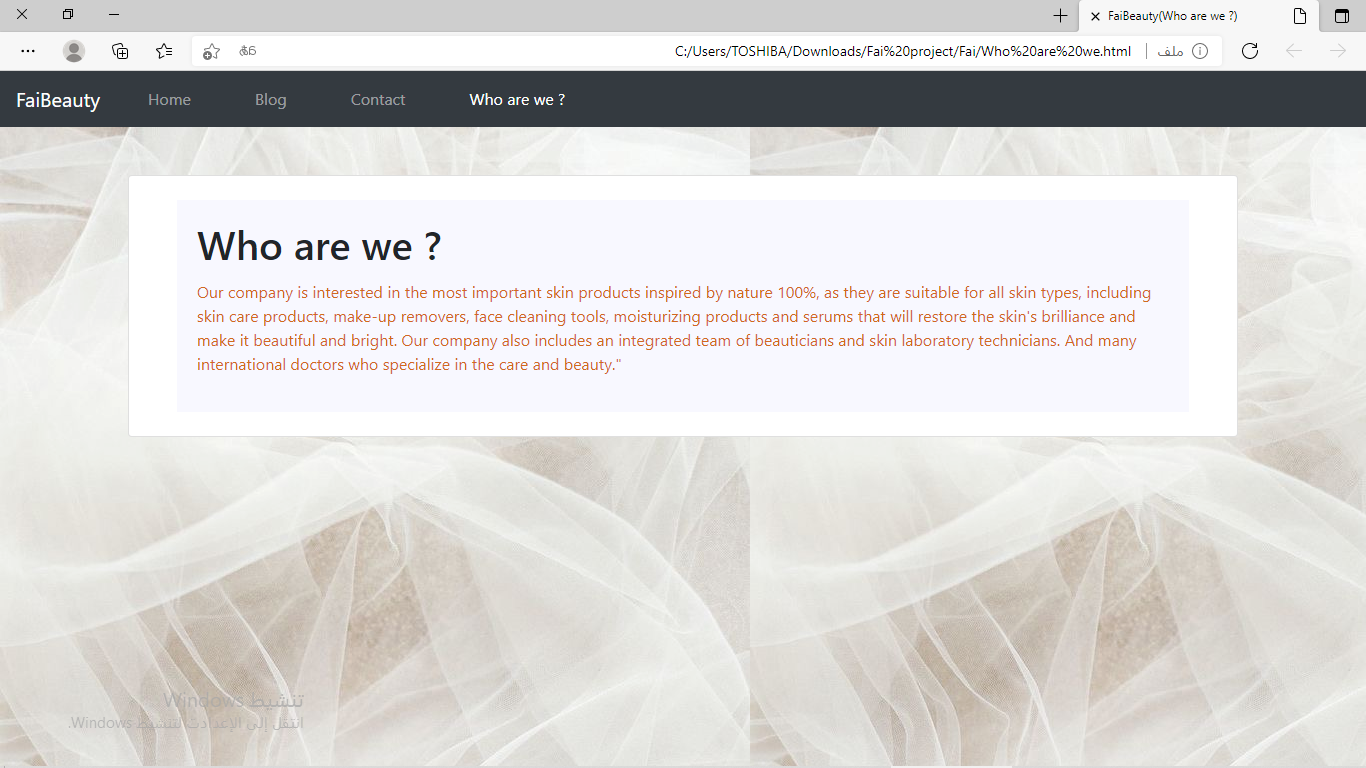 FaiBeauty(Who are we ?)
C:/Users/TOSHIBA/Downloads/Fai%20project/Fai/Who%20are%20we.html
ملف
FaiBeauty Home Blog Contact Who are we ?
Who are we ?
Our company is interested in the most important skin products inspired by nature 100%, as they are suitable for all skin types, including
skin care products, make-up removers, face cleaning tools, moisturizing products and serums that will restore the skin's brilliance and
make it beautiful and bright. Our company also includes an integrated team of beauticians and skin laboratory technicians. And many
international doctors who specialize in the care and beauty."
تنشيط Windows
انتقل إلى الإعدادات لتنشيط Windows.